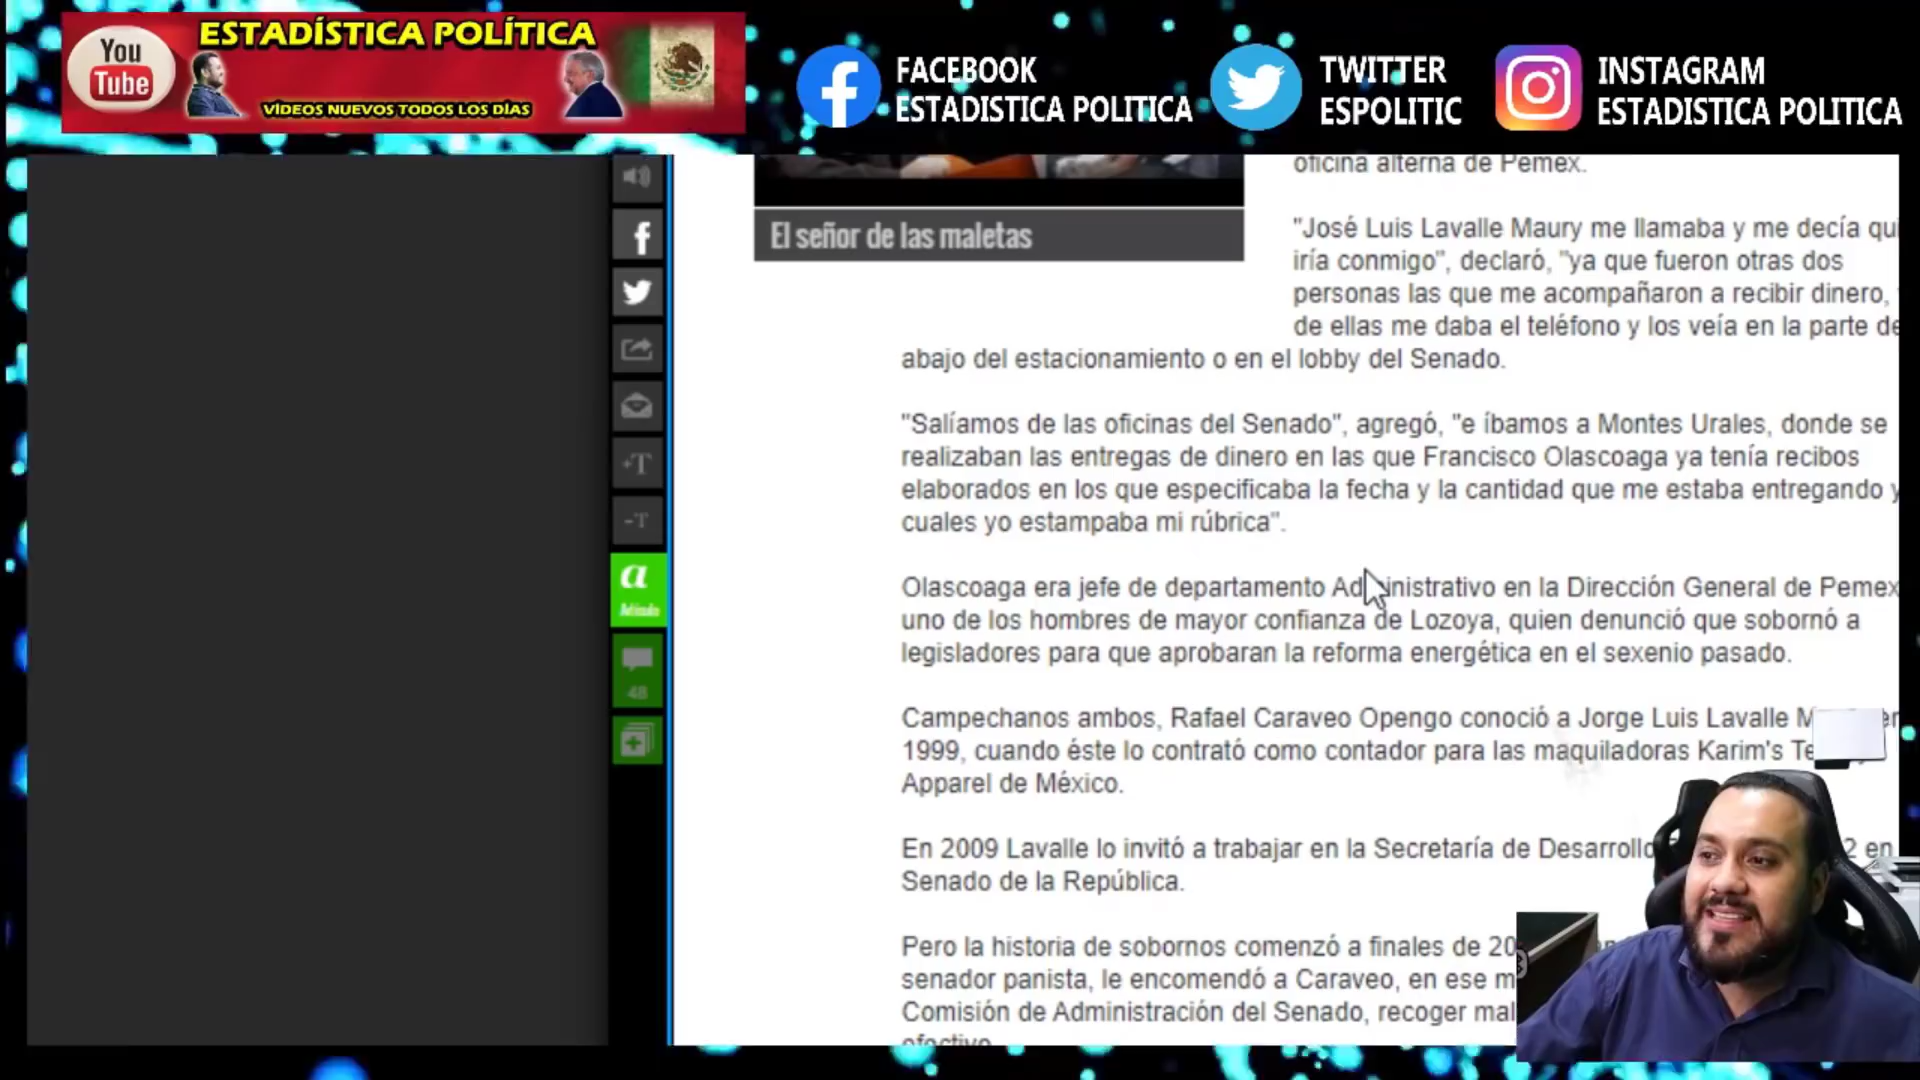 You
Tube
ESTADÍSTICA POLÍTICA
VÍDEOS NUEVOS TODOS LOS DÍAS
FACEBOOK
ESTADISTICA POLITICA
TWITTER
ESPOLITIC
INSTAGRAM
ESTADISTICA POLITICA
+T
-T
a
Artículo
48
El señor de las maletas
oficina alterna de Pemex.
"José Luis Lavalle Maury me llamaba y me decía qui
iría conmigo", declaró, "ya que fueron otras dos
personas las que me acompañaron a recibir dinero,
de ellas me daba el teléfono y los veía en la parte de
abajo del estacionamiento o en el lobby del Senado.
"Salíamos de las oficinas del Senado", agregó, "e íbamos a Montes Urales, donde se
realizaban las entregas de dinero en las que Francisco Olascoaga ya tenía recibos
elaborados en los que especificaba la fecha y la cantidad que me estaba entregando y
cuales yo estampaba mi rúbrica".
Olascoaga era jefe de departamento Administrativo en la Dirección General de Pemex
uno de los hombres de mayor confianza de Lozoya, quien denunció que sobornó a
legisladores para que aprobaran la reforma energética en el sexenio pasado.
Campechanos ambos, Rafael Caraveo Opengo conoció a Jorge Luis Lavalle M
1999, cuando éste lo contrató como contador para las maquiladoras Karim's Te
Apparel de México.
En 2009 Lavalle lo invitó a trabajar en la Secretaría de Desarrollo 2 en
Senado de la República.
Pero la historia de sobornos comenzó a finales de 20
senador panista, le encomendó a Caraveo, en ese m
Comisión de Administración del Senado, recoger mal
efectivo